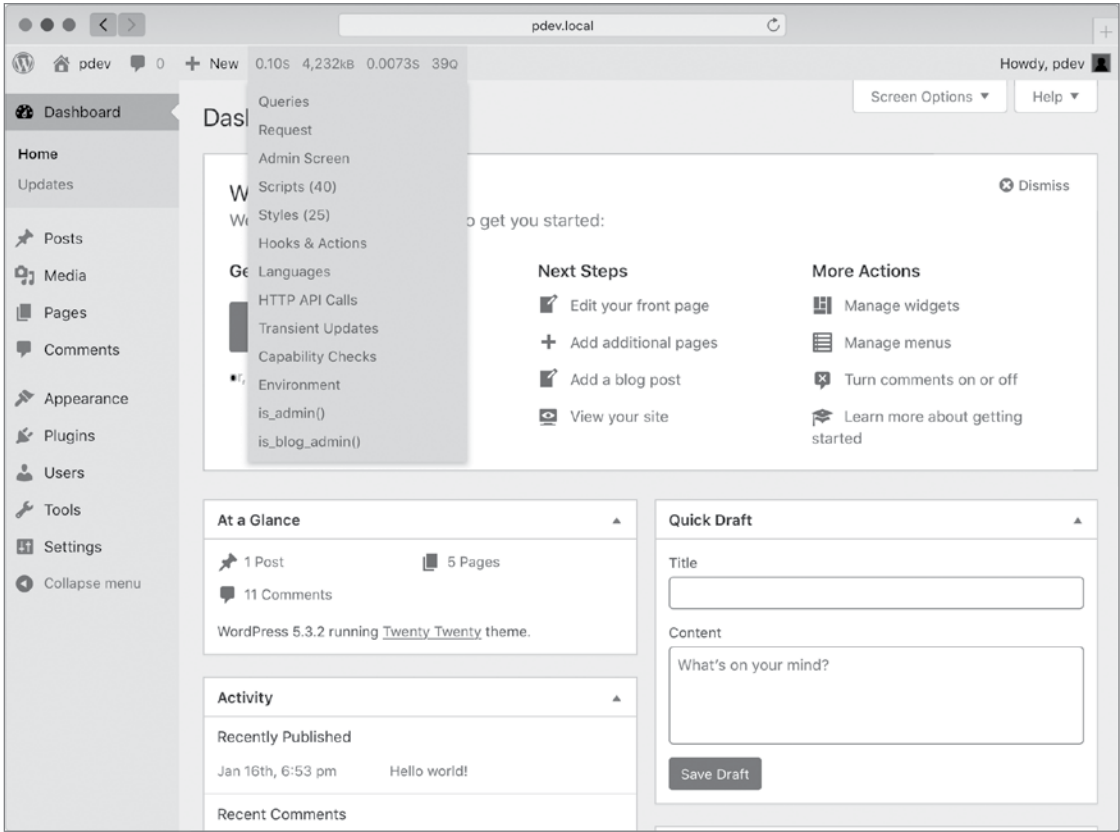 pdev.local
pdev 0 New 0.10s 4,232kB 0.0073s 39Q Howdy, pdev
Screen Options Help
Dashboard
Home
Updates
Posts
Media
Pages
Comments
Appearance
Plugins
Users
Tools
Settings
Collapse menu
Queries
Request
Admin Screen
Scripts (40)
Styles (25)
Hooks & Actions
Languages
HTTP API Calls
Transient Updates
Capability Checks
Environment
is_admin()
is_blog_admin()
Dismiss
to get you started:
Next Steps
Edit your front page
Add additional pages
Add a blog post
View your site
More Actions
Manage widgets
Manage menus
Turn comments on or off
Learn more about getting
started
At a Glance
1 Post 5 Pages
11 Comments
WordPress 5.3.2 running Twenty Twenty theme.
Activity
Recently Published
Jan 16th, 6:53 pm Hello world!
Recent Comments
Quick Draft
Title
Content
What's on your mind?
Save Draft